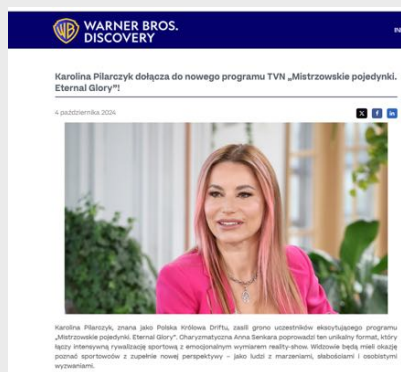 WARNER BROS.
DISCOVERY
Karolina Pilarczyk dołącza do nowego programu TVN „Mistrzowskie pojedynki.
Eternal Glory”!
4 października 2024
Karolina Pilarczyk, znana jako Polska Królowa Driftu, zasili grono uczestników ekscytującego programu
„Mistrzowskie pojedynki. Eternal Glory”. Charyzmatyczna Anna Senkara poprowadzi ten unikalny format, który
łączy intensywną rywalizację sportową z emocjonalnym wymiarem reality-show. Widzowie będą mieli okazję
poznać sportowców z zupełnie nowej perspektywy – jako ludzi z marzeniami, słabościami i osobistymi
wyzwaniami.